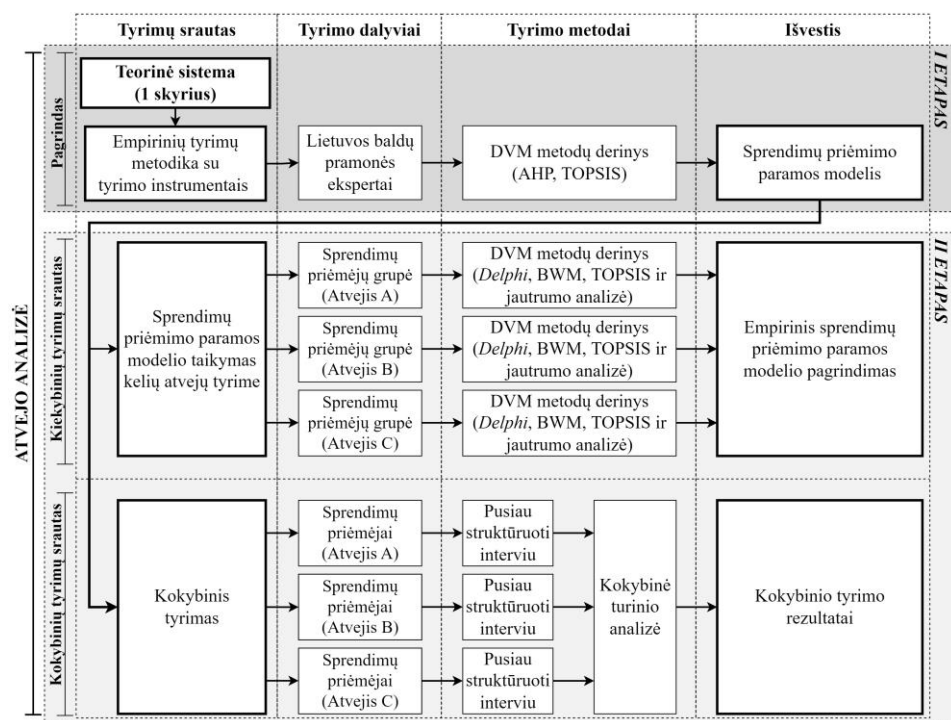 Tyrimų srautas
Tyrimo dalyviai
Tyrimo metodai
Išvestis
ATVEJO ANALIZĖ
Pagrindas
I ETAPAS
Teorinė sistema
(1 skyrius)
Empirinių tyrimų
metodika su
tyrimo instrumentais
Lietuvos baldų
pramonės
ekspertai
DVM metodų derinys
(AHP, TOPSIS)
Sprendimų priėmimo
paramos modelis
Kiekybinių tyrimų srautas
II ETAPAS
Sprendimų
priėmimo paramos
modelio taikymas
kelių atvejų tyrime
Sprendimų
priėmėjų grupė
(Atvejis A)
DVM metodų derinys
(Delphi, BWM, TOPSIS ir
jautrumo analizė)
Sprendimų
priėmėjų grupė
(Atvejis B)
DVM metodų derinys
(Delphi, BWM, TOPSIS ir
jautrumo analizė)
Sprendimų
priėmėjų grupė
(Atvejis C)
DVM metodų derinys
(Delphi, BWM, TOPSIS ir
jautrumo analizė)
Empirinis sprendimų
priėmimo paramos
modelio pagrindimas
Kokybinių tyrimų srautas
Kokybinis
tyrimas
Sprendimų
priėmėjai
(Atvejis A)
Pusiau
struktūruoti
interviu
Sprendimų
priėmėjai
(Atvejis B)
Pusiau
struktūruoti
interviu
Sprendimų
priėmėjai
(Atvejis C)
Pusiau
struktūruoti
interviu
Kokybinė
turinio
analizė
Kokybinio tyrimo
rezultatai